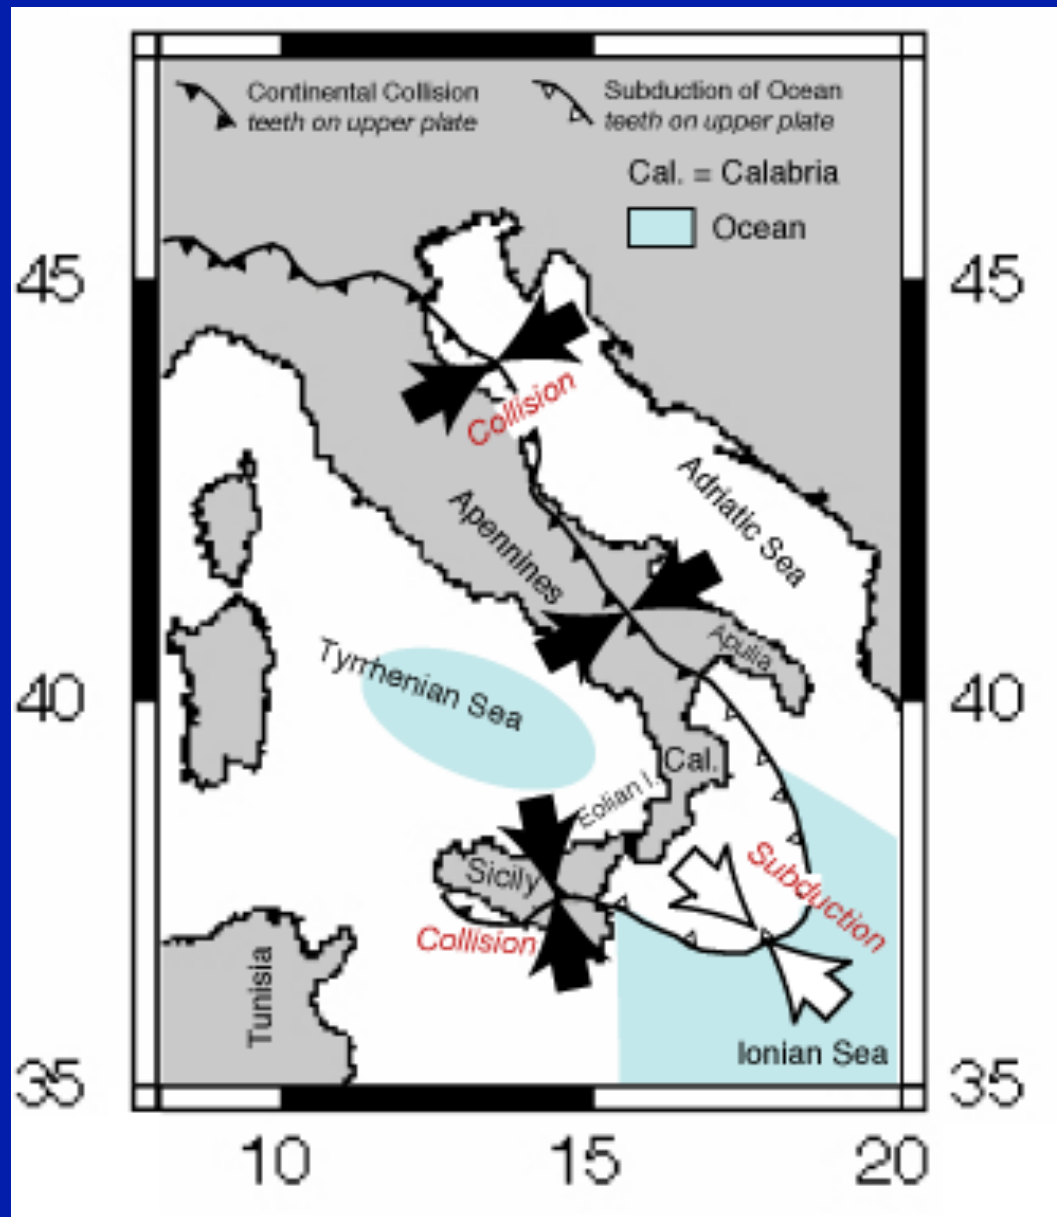 Continental Collision
teeth on upper plate
Subduction of Ocean
teeth on upper plate
Cal. = Calabria
Ocean
45
45
Collision
Adriatic Sea
Apennines
Apulia
Tyrrhenian Sea
40
40
Cal.
Eolian I.
Sicily
Subduction
Collision
Tunisia
Ionian Sea
35
35
10
15
20